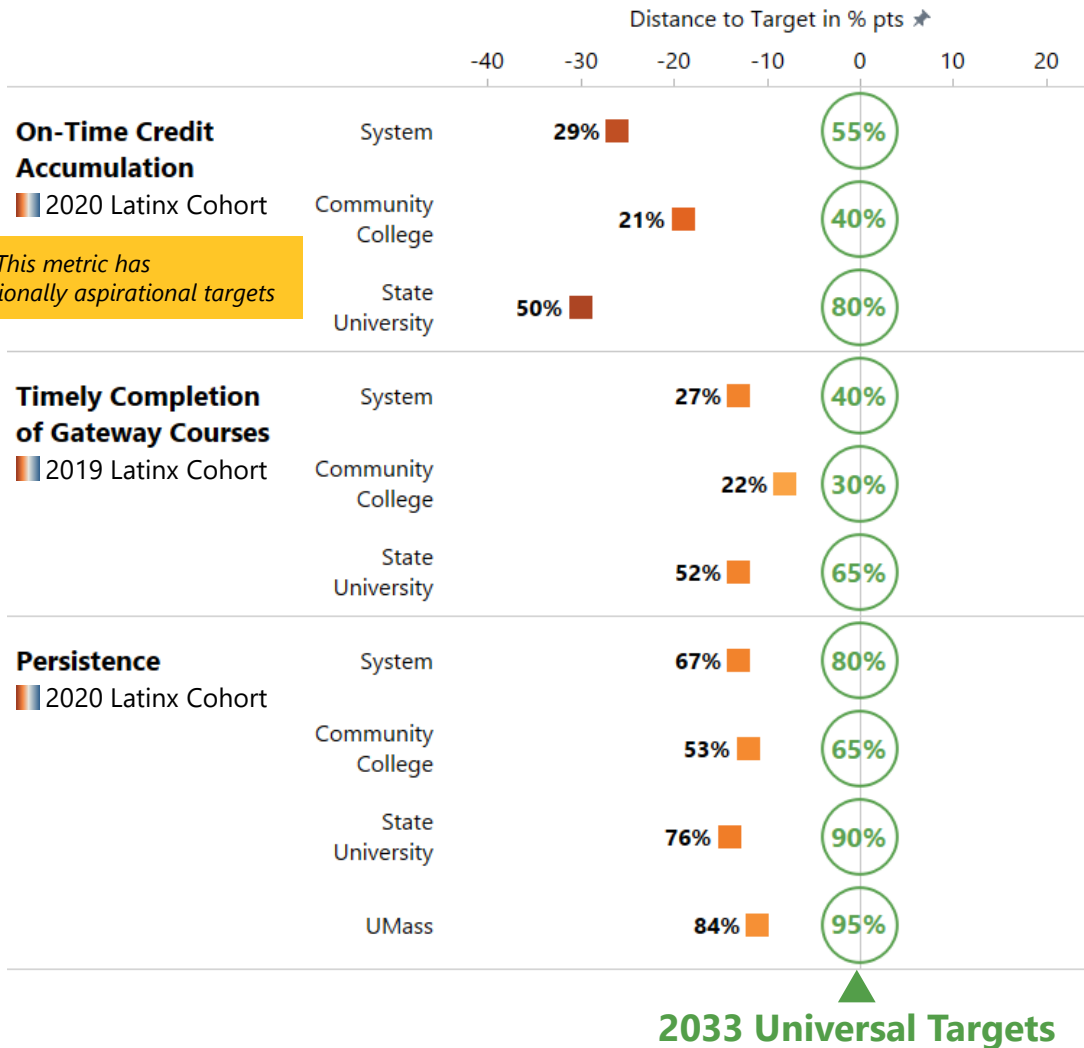 Distance to Target in % pts
-40 -30 -20 -10 0 10 20
On-Time Credit
Accumulation
2020 Latinx Cohort
This metric has
ionally aspirational targets
System 29% 55%
Community
College
21% 40%
State
University
50% 80%
Timely Completion
of Gateway Courses
2019 Latinx Cohort
System 27% 40%
Community
College
22% 30%
State
University
52% 65%
Persistence
2020 Latinx Cohort
System 67% 80%
Community
College
53% 65%
State
University
76% 90%
UMass 84% 95%
2033 Universal Targets